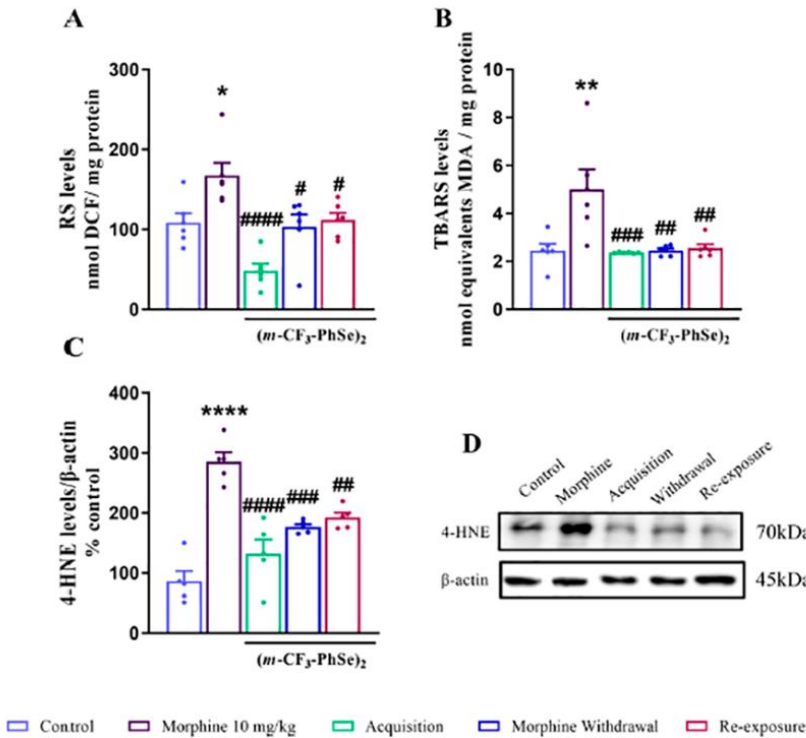 A
RS levels
nmol DCF/ mg protein
300
200
100
0
*
####
#
#
(m-CF₃-PhSe)₂
B
TBARS levels
nmol equivalents MDA / mg protein
10
8
6
4
2
0
**
###
##
##
(m-CF₃-PhSe)₂
C
4-HNE levels/β-actin
% control
400
300
200
100
0
****
####
###
##
(m-CF₃-PhSe)₂
D
Control
Morphine
Acquisition
Withdrawal
Re-exposure
4-HNE
70kDa
β-actin
45kDa
Control
Morphine 10 mg/kg
Acquisition
Morphine Withdrawal
Re-exposure